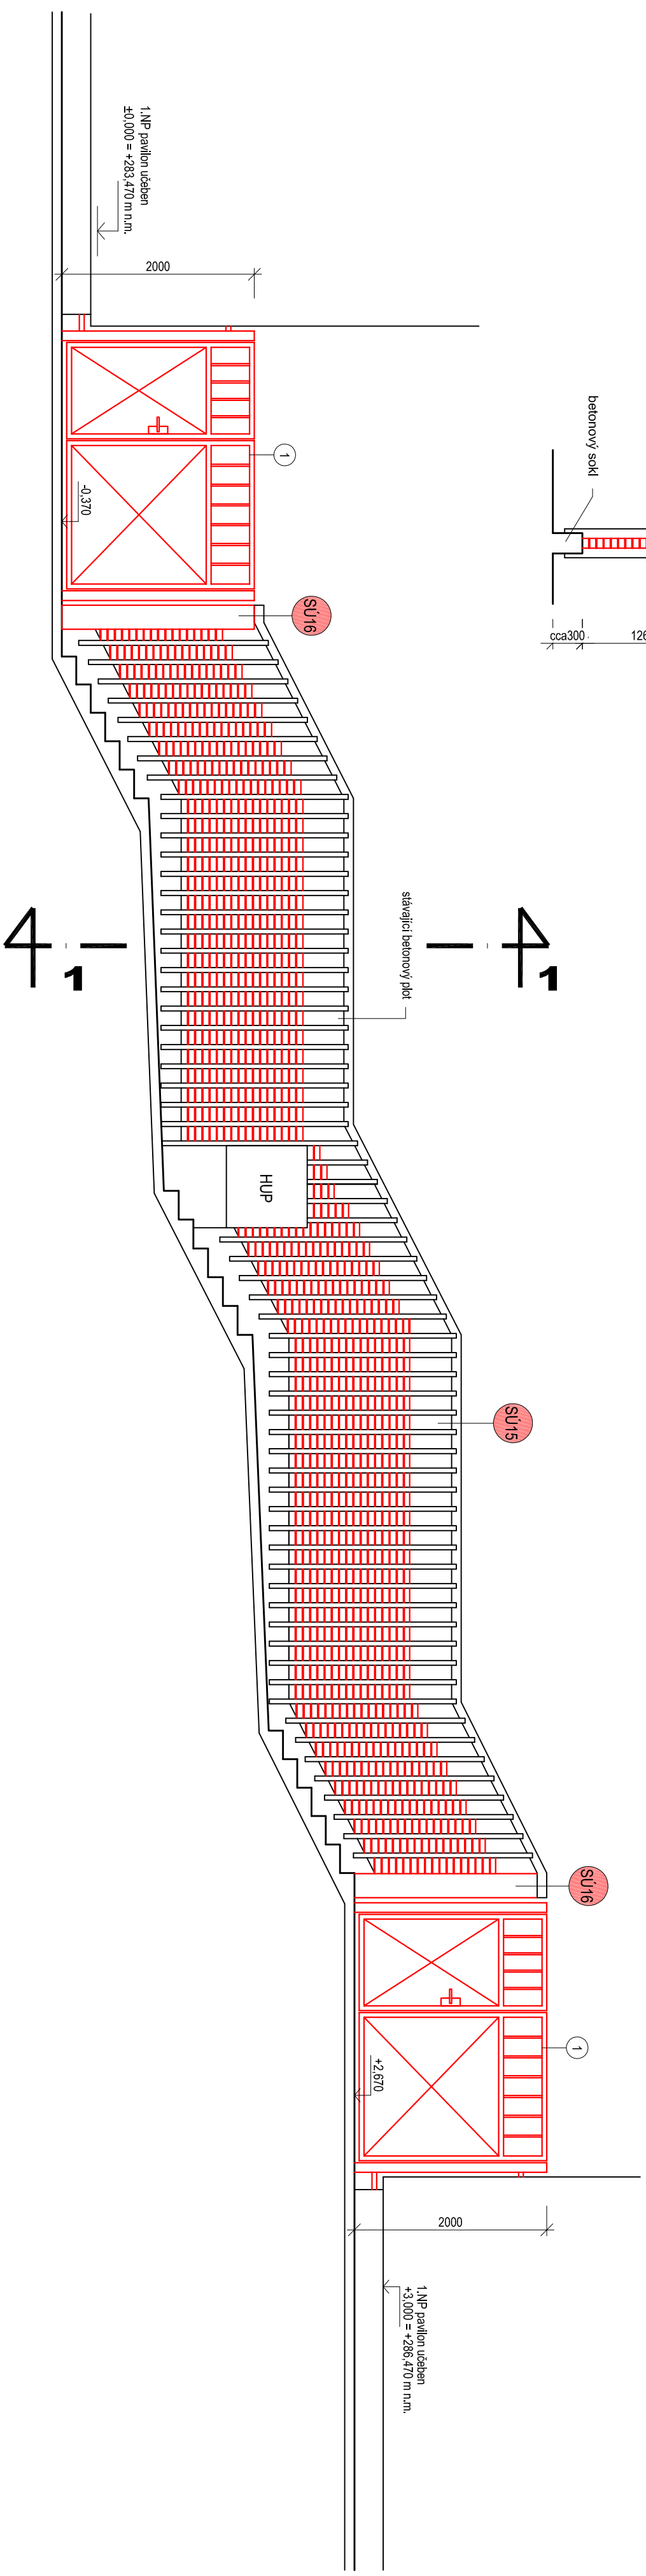 1.NP pavilon učeben
±0,000 = +283,470 m n.m.
2000
betonový sokl
cca300
126
1
-0,370
SÚ16
stávající betonový plot
1
1
HUP
SÚ15
SÚ16
1
+2,670
2000
1.NP pavilon učeben
+3,000 = +286,470 m n.m.